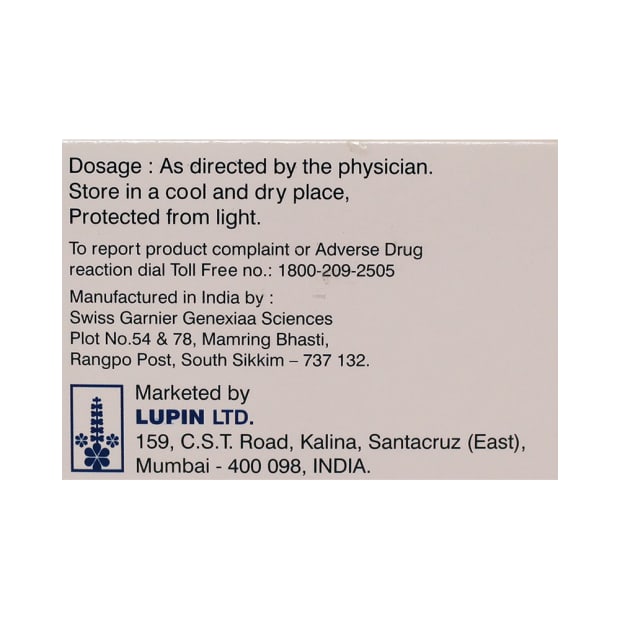 Dosage : As directed by the physician.
Store in a cool and dry place,
Protected from light.
To report product complaint or Adverse Drug
reaction dial Toll Free no.: 1800-209-2505
Manufactured in India by :
Swiss Garnier Genexiaa Sciences
Plot No.54 & 78, Mamring Bhasti,
Rangpo Post, South Sikkim – 737 132.
Marketed by
LUPIN LTD.
159, C.S.T. Road, Kalina, Santacruz (East),
Mumbai - 400 098, INDIA.